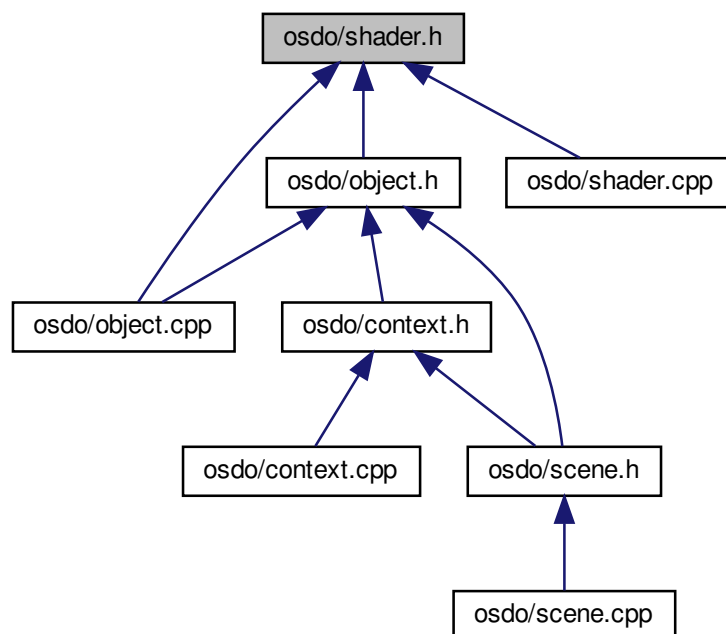 osdo/shader.h
osdo/object.h
osdo/shader.cpp
osdo/object.cpp
osdo/context.h
osdo/context.cpp
osdo/scene.h
osdo/scene.cpp